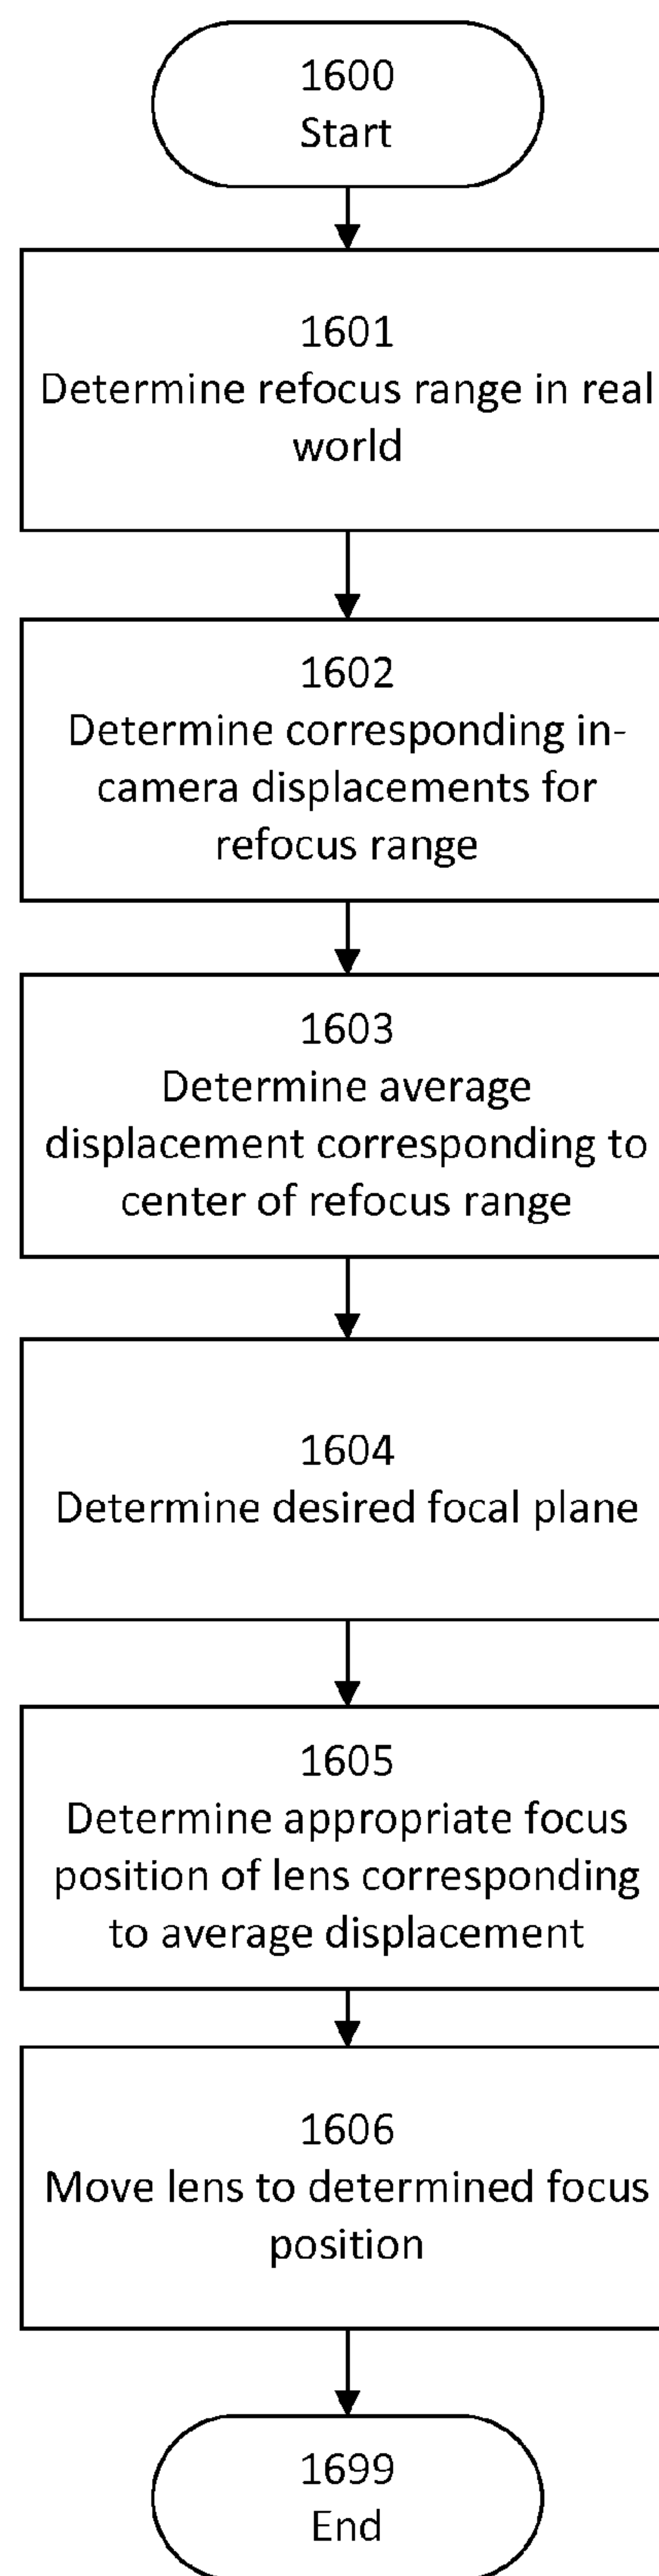 1600
Start
1601
Determine refocus range in real
world
1602
Determine corresponding in-
camera displacements for
refocus range
1603
Determine average
displacement corresponding to
center of refocus range
1604
Determine desired focal plane
1605
Determine appropriate focus
position of lens corresponding
to average displacement
1606
Move lens to determined focus
position
1699
End